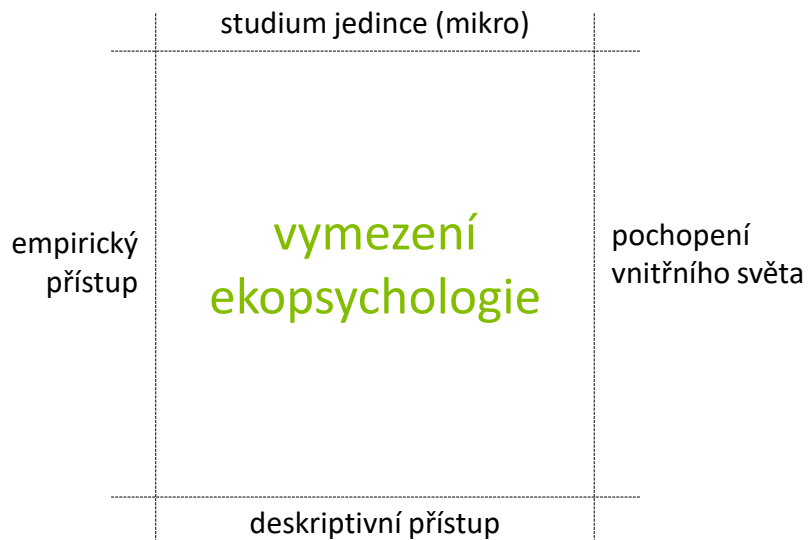 studium jedince (mikro)
empirický
přístup
vymezení
ekopsychologie
pochopení
vnitřního světa
deskriptivní přístup